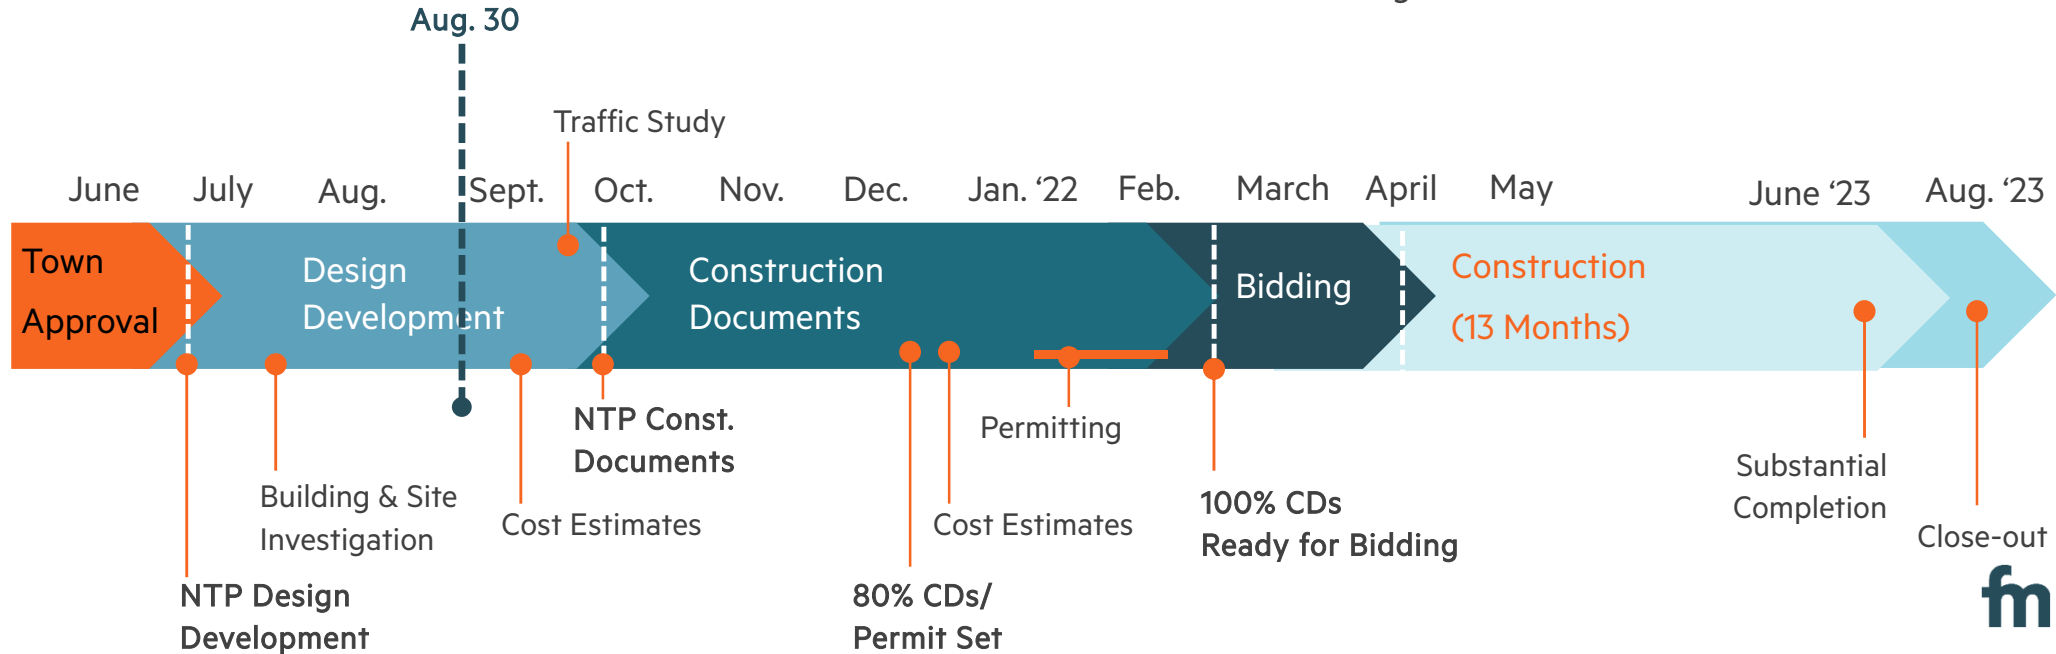 Aug. 30
Traffic Study
June July Aug. Sept. Oct. Nov. Dec. Jan. ‘22 Feb. March April May June ‘23 Aug. ‘23
Town
Approval
Design
Development
Construction
Documents
Bidding
Construction
(13 Months)
NTP Const.
Documents
Permitting
Building & Site
Investigation
Cost Estimates
Cost Estimates
100% CDs
Ready for Bidding
Substantial
Completion
Close-out
NTP Design
Development
80% CDs/
Permit Set
fm